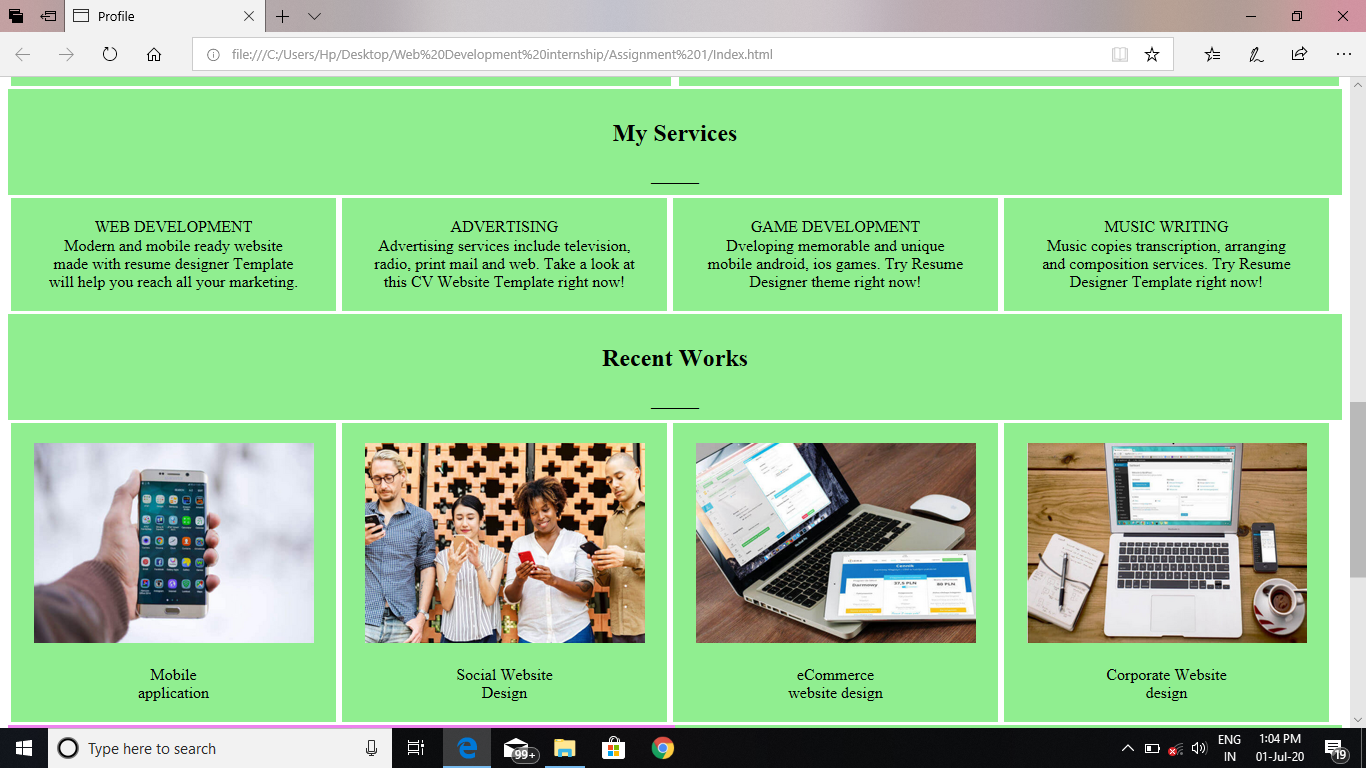 Profile
file:///C:/Users/Hp/Desktop/Web%20Development%20internship/Assignment%201/Index.html
My Services
WEB DEVELOPMENT
Modern and mobile ready website
made with resume designer Template
will help you reach all your marketing.
ADVERTISING
Advertising services include television,
radio, print mail and web. Take a look at
this CV Website Template right now!
GAME DEVELOPMENT
Dveloping memorable and unique
mobile android, ios games. Try Resume
Designer theme right now!
MUSIC WRITING
Music copies transcription, arranging
and composition services. Try Resume
Designer Template right now!
Recent Works
Mobile
application
Social Website
Design
eCommerce
website design
Corporate Website
design
Type here to search
99+
ENG
IN
1:04 PM
01-Jul-20
19